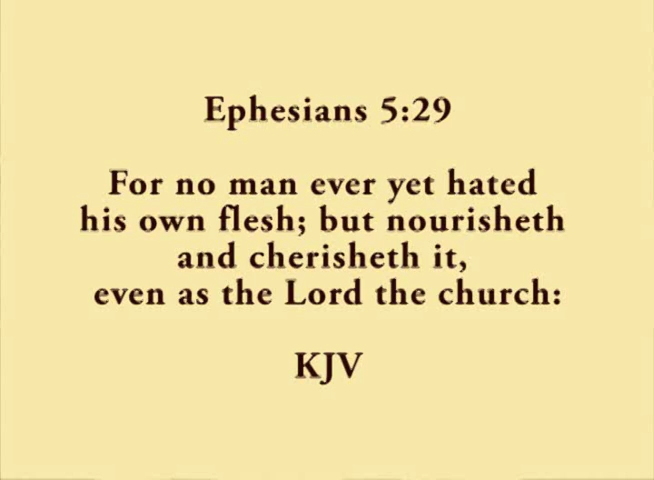 Ephesians 5:29
For no man ever yet hated
his own flesh; but nourisheth
and cherisheth it,
even as the Lord the church:
KJV